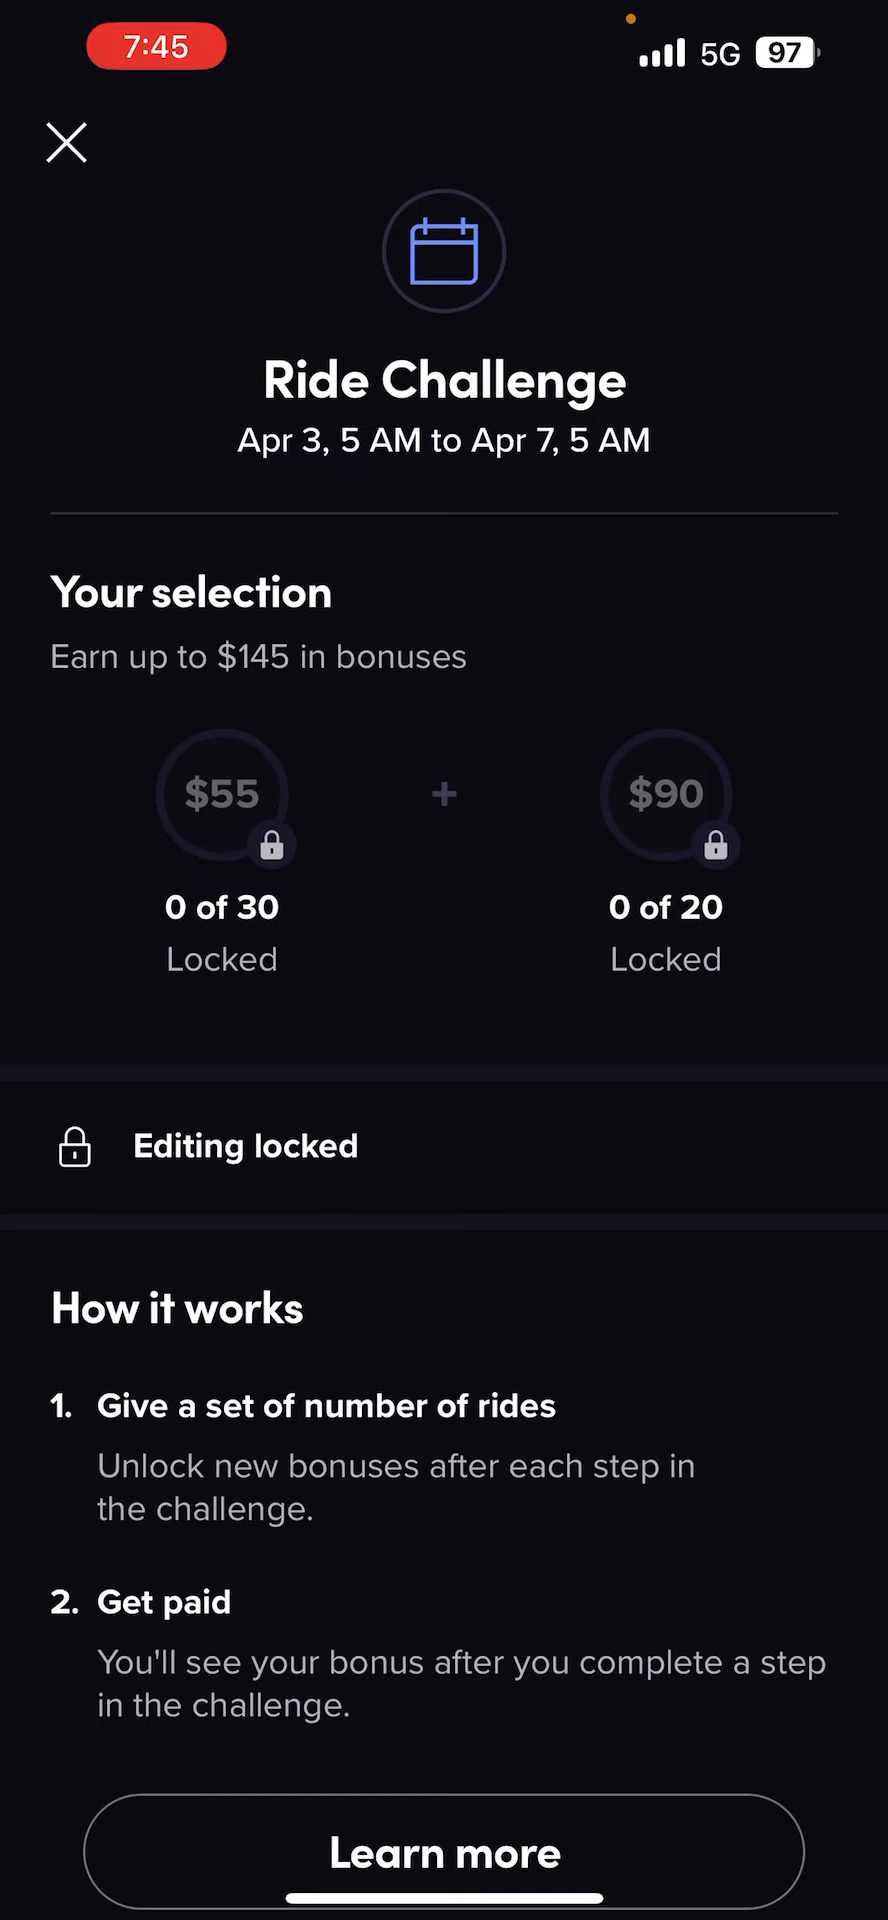 7:45
5G 97
Ride Challenge
Apr 3, 5 AM to Apr 7, 5 AM
Your selection
Earn up to $145 in bonuses
$55 + $90
0 of 30 0 of 20
Locked Locked
Editing locked
How it works
1. Give a set of number of rides
Unlock new bonuses after each step in
the challenge.
2. Get paid
You'll see your bonus after you complete a step
in the challenge.
Learn more